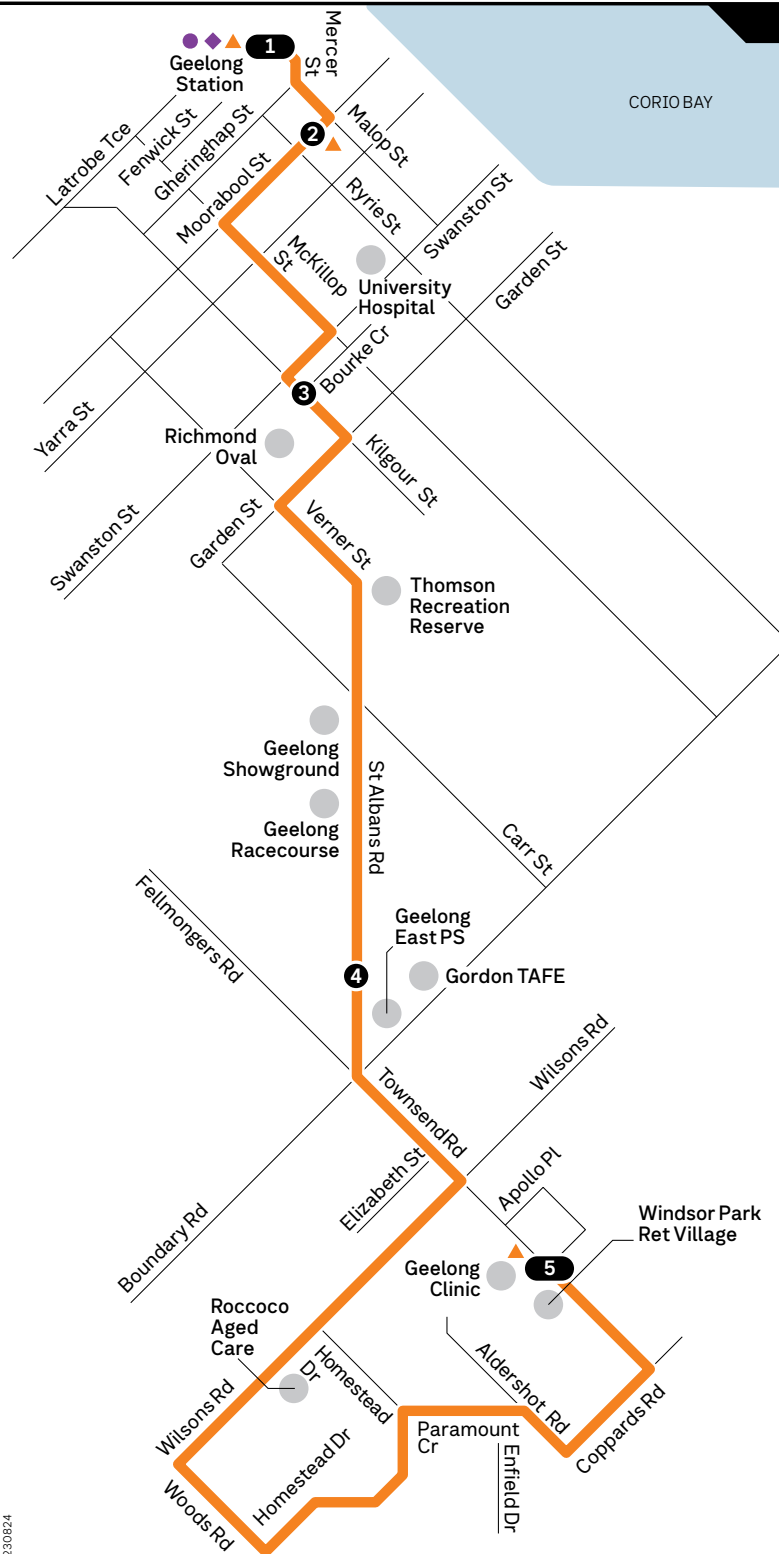 Mercer
St
1
Geelong
Station
CORIO BAY
Malop St
2
Latrobe Tce
Fenwick St
Gheringhap St
Moorabool St
Ryrie St
Swanston St
McKillop
St
University
Hospital
Garden St
Bourke Cr
3
Yarra St
Richmond
Oval
Kilgour St
Swanston St
Garden St
Verner St
Thomson
Recreation
Reserve
Geelong
Showground
St Albans Rd
Geelong
Racecourse
Carr St
Fellmongers Rd
Geelong
East PS
4
Gordon TAFE
Wilsons Rd
Townsend Rd
Elizabeth St
Apollo Pl
Boundary Rd
Windsor Park
Ret Village
Geelong
Clinic
5
Roccoco
Aged
Care
Homestead
Dr
Aldershot Rd
Wilsons Rd
Coppards Rd
Paramount
Cr
Homestead Dr
Enfield Dr
Woods Rd
230824